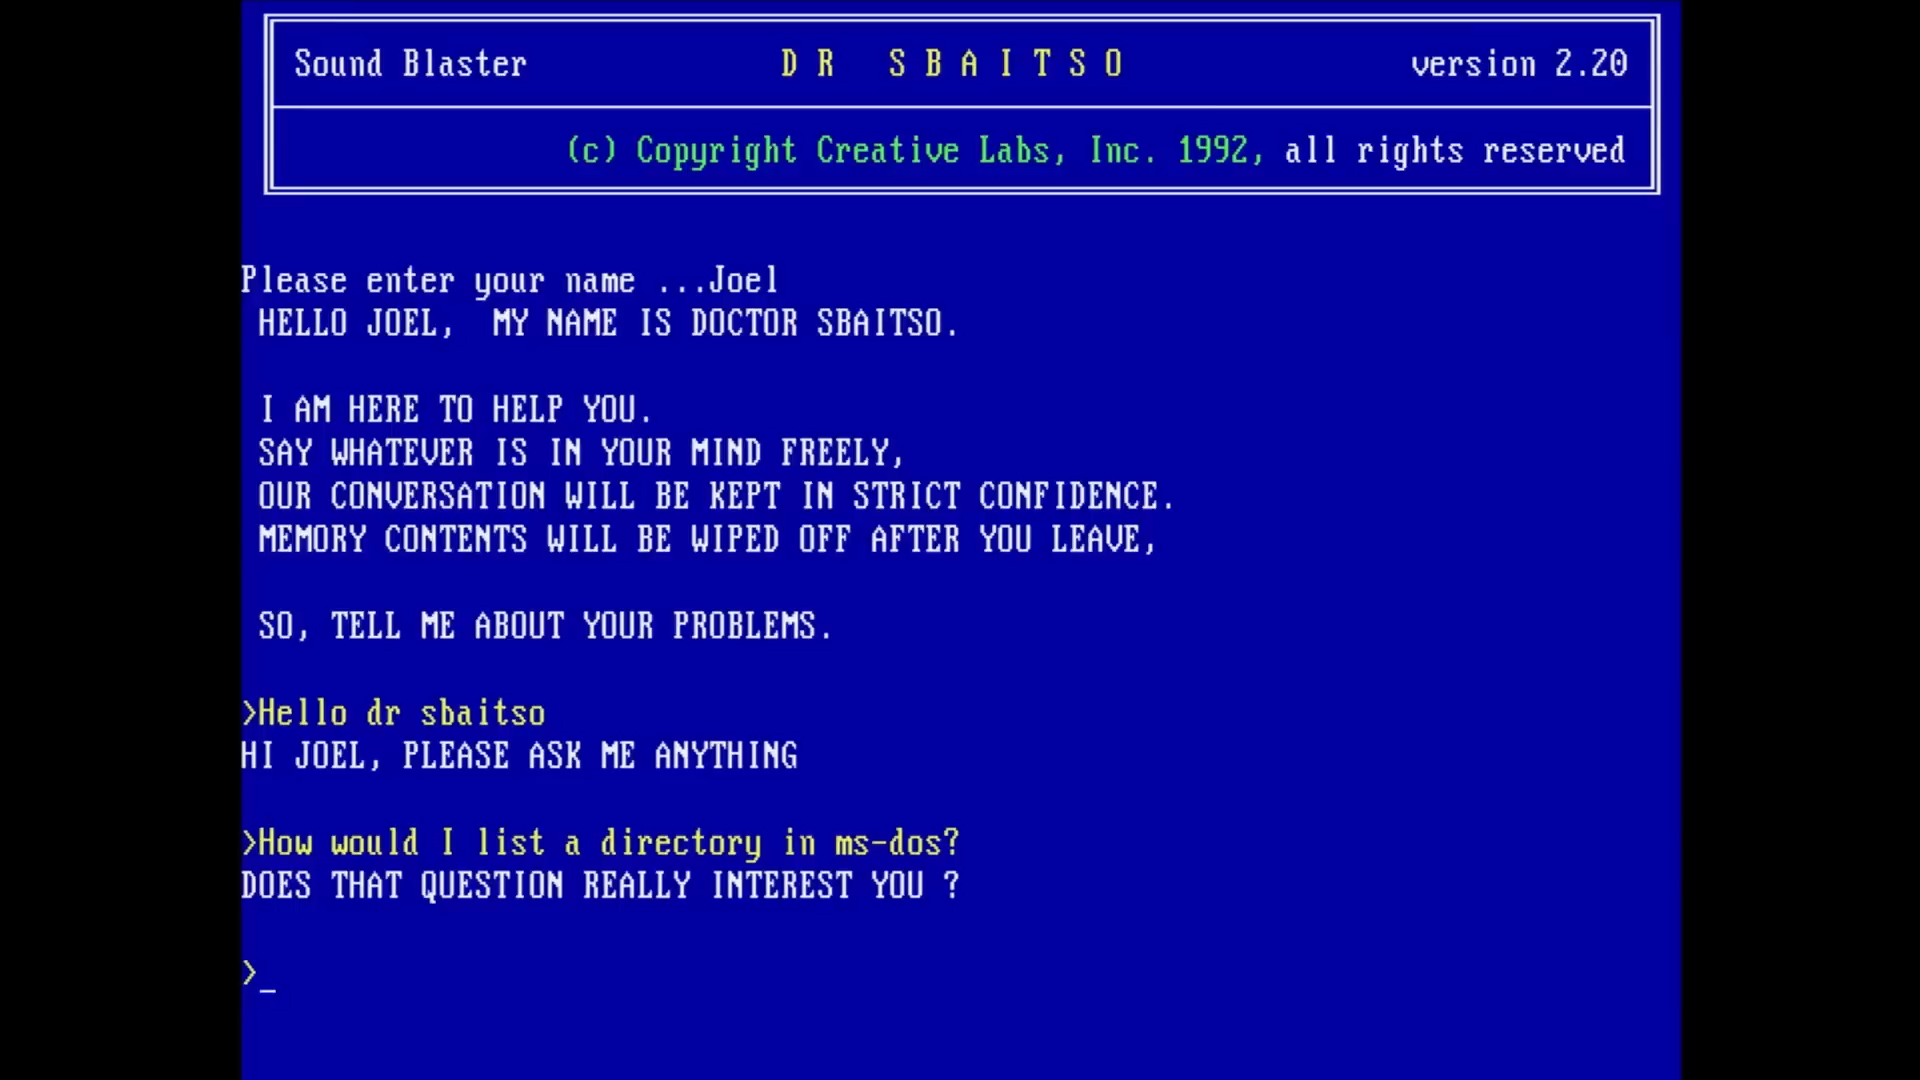 Sound Blaster D R S B A I T S O version 2.20
(c) Copyright Creative Labs, Inc. 1992, all rights reserved
Please enter your name ...Joel
HELLO JOEL, MY NAME IS DOCTOR SBAITSO.
I AM HERE TO HELP YOU.
SAY WHATEVER IS IN YOUR MIND FREELY,
OUR CONVERSATION WILL BE KEPT IN STRICT CONFIDENCE.
MEMORY CONTENTS WILL BE WIPED OFF AFTER YOU LEAVE,
SO, TELL ME ABOUT YOUR PROBLEMS.
>Hello dr sbaitso
HI JOEL, PLEASE ASK ME ANYTHING
>How would I list a directory in ms-dos?
DOES THAT QUESTION REALLY INTEREST YOU ?
>_